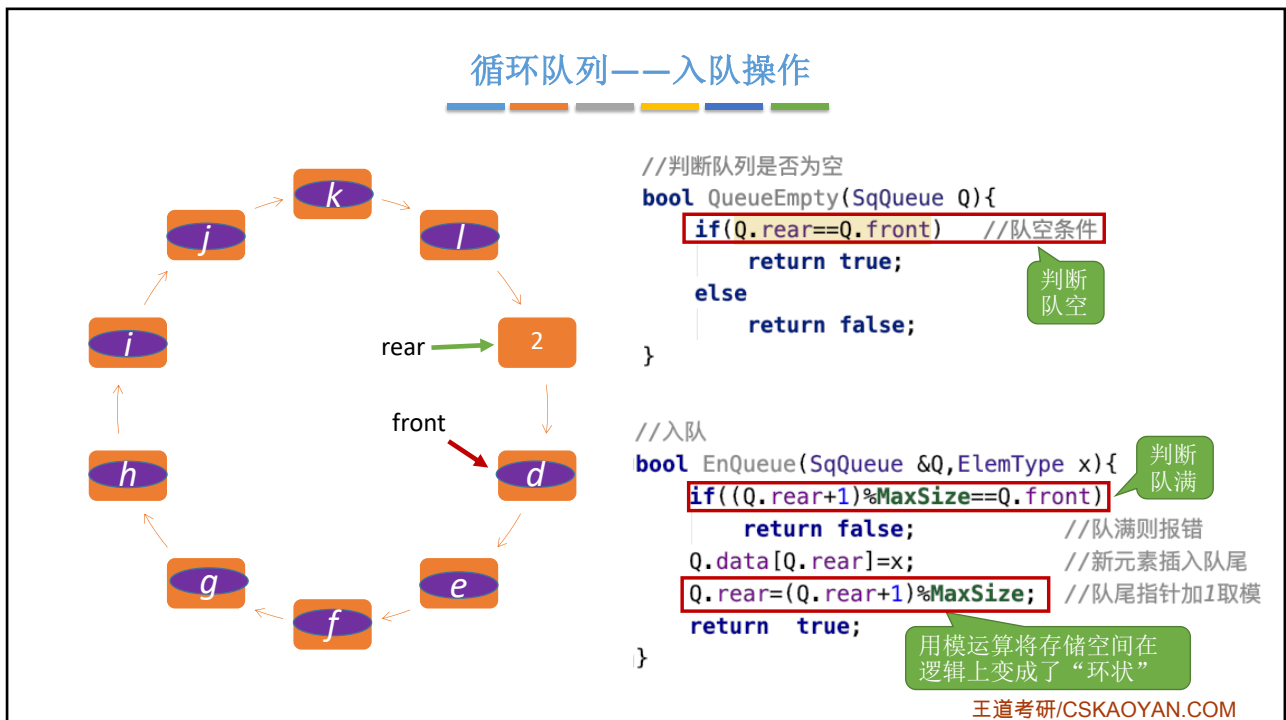 循环队列——入队操作
k
j
l
i
2
rear
front
h
d
g
e
f
//判断队列是否为空
bool QueueEmpty(SqQueue Q){
if(Q.rear==Q.front) //队空条件
return true;
else
return false;
}
判断
队空
//入队
bool EnQueue(SqQueue &Q,ElemType x){
if((Q.rear+1)%MaxSize==Q.front)
return false; //队满则报错
Q.data[Q.rear]=x; //新元素插入队尾
Q.rear=(Q.rear+1)%MaxSize; //队尾指针加1取模
return true;
}
判断
队满
用模运算将存储空间在
逻辑上变成了“环状”
王道考研/CSKAOYAN.COM